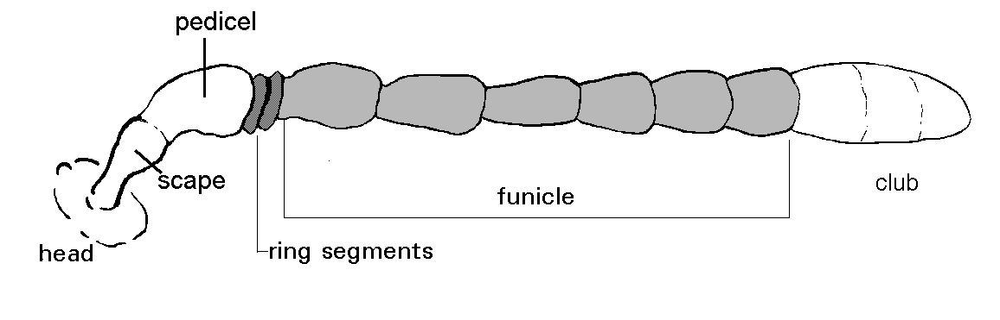 pedicel
scape
funicle
club
head
ring segments